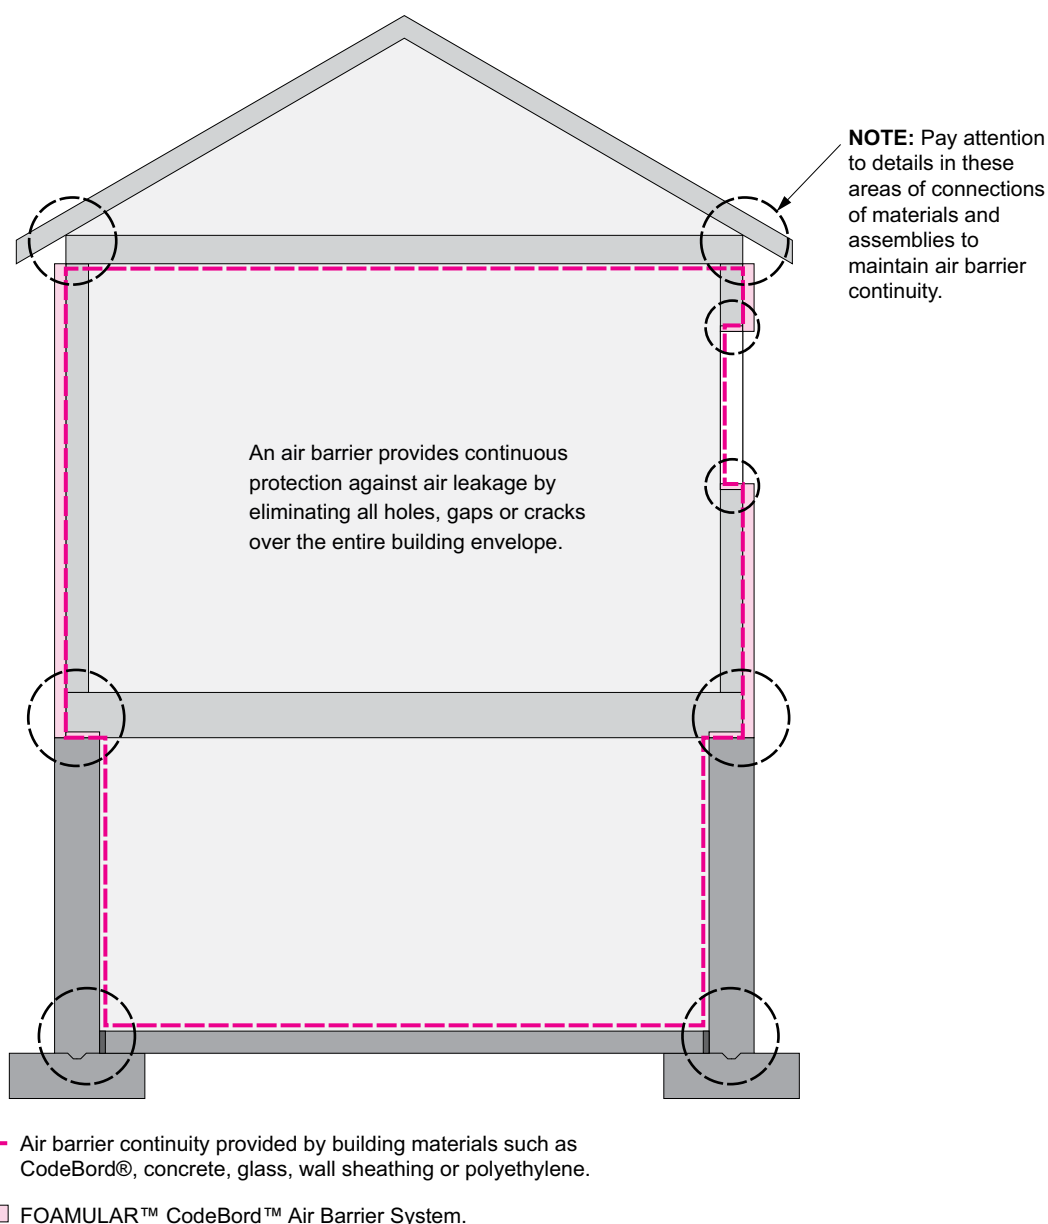 NOTE: Pay attention
to details in these
areas of connections
of materials and
assemblies to
maintain air barrier
continuity.
An air barrier provides continuous
protection against air leakage by
eliminating all holes, gaps or cracks
over the entire building envelope.
Air barrier continuity provided by building materials such as
CodeBord®, concrete, glass, wall sheathing or polyethylene.
FOAMULAR™ CodeBord™ Air Barrier System.